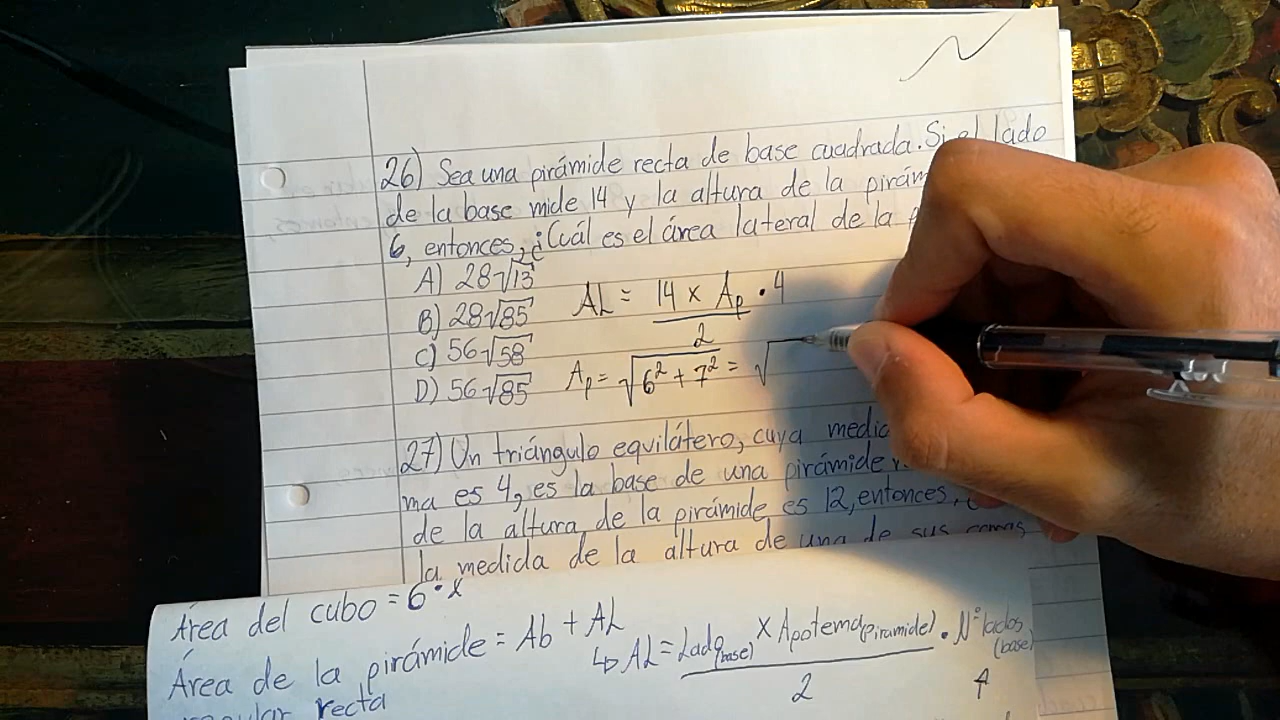 26) Sea una pirámide recta de base cuadrada. Si el lado
de la base mide 14 y la altura de la
6, entonces, ¿Cuál es el área lateral de la
A) 28√13
B) 28√85
C) 56√58
D) 56√85
AL = 14 x Ap • 4
2
Ap = √6² + 7² = √
27) Un triángulo equilátero, cuya
ma es 4, es la base de una pirámide
de la altura de la pirámide es 12, entonces,
la medida de la altura de una de sus
Área del cubo = 6 • x
Área de la pirámide = Ab + AL
↳ AL = Lado(base) x Apotema(piramide) • N° lados (base)
2
4
recta